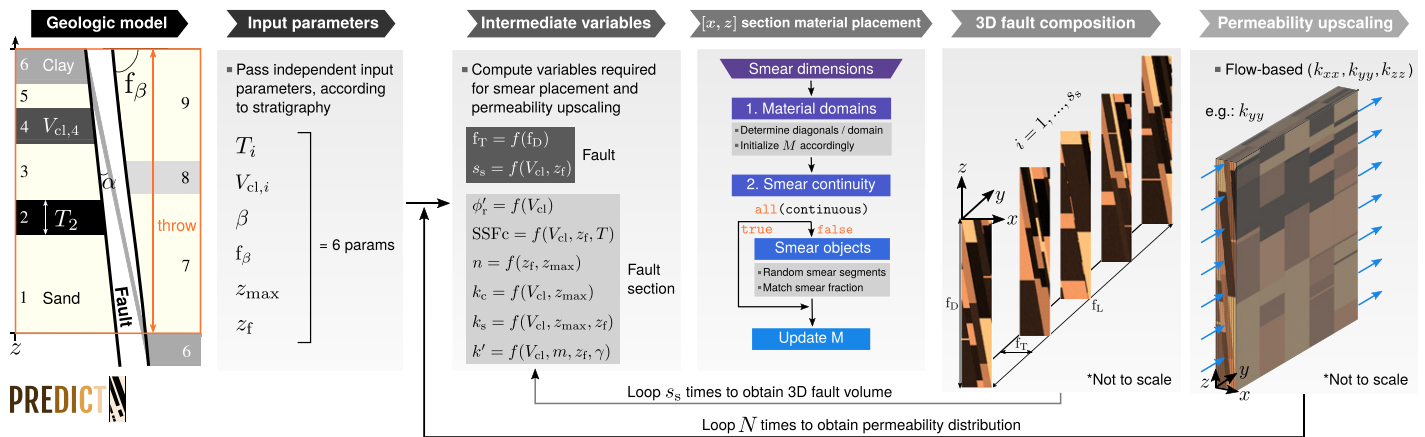 Geologic model
6 Clay
5
4 V_{cl,4}
3
2 T_2
1 Sand
f_β
α
Fault
throw
9
8
7
6
z
PREDICT
Input parameters
Pass independent input
parameters, according
to stratigraphy
T_i
V_{cl,i}
β
f_β
z_max
z_f
= 6 params
Intermediate variables
Compute variables required
for smear placement and
permeability upscaling
f_T = f(f_D)
s_s = f(V_cl, z_f)
Fault
ϕ′_r = f(V_cl)
SSFc = f(V_cl, z_f, T)
n = f(z_f, z_max)
k_c = f(V_cl, z_max)
k_s = f(V_cl, z_max, z_f)
k′ = f(V_cl, m, z_f, γ)
Fault
section
[x, z] section material placement
Smear dimensions
1. Material domains
Determine diagonals / domain
Initialize M accordingly
2. Smear continuity
all(continuous)
true false
Smear objects
Random smear segments
Match smear fraction
Update M
3D fault composition
i = 1, ..., s_s
z
y
x
f_D
f_T
f_L
*Not to scale
Permeability upscaling
Flow-based (k_xx, k_yy, k_zz)
e.g.: k_yy
z
y
x
*Not to scale
Loop s_s times to obtain 3D fault volume
Loop N times to obtain permeability distribution